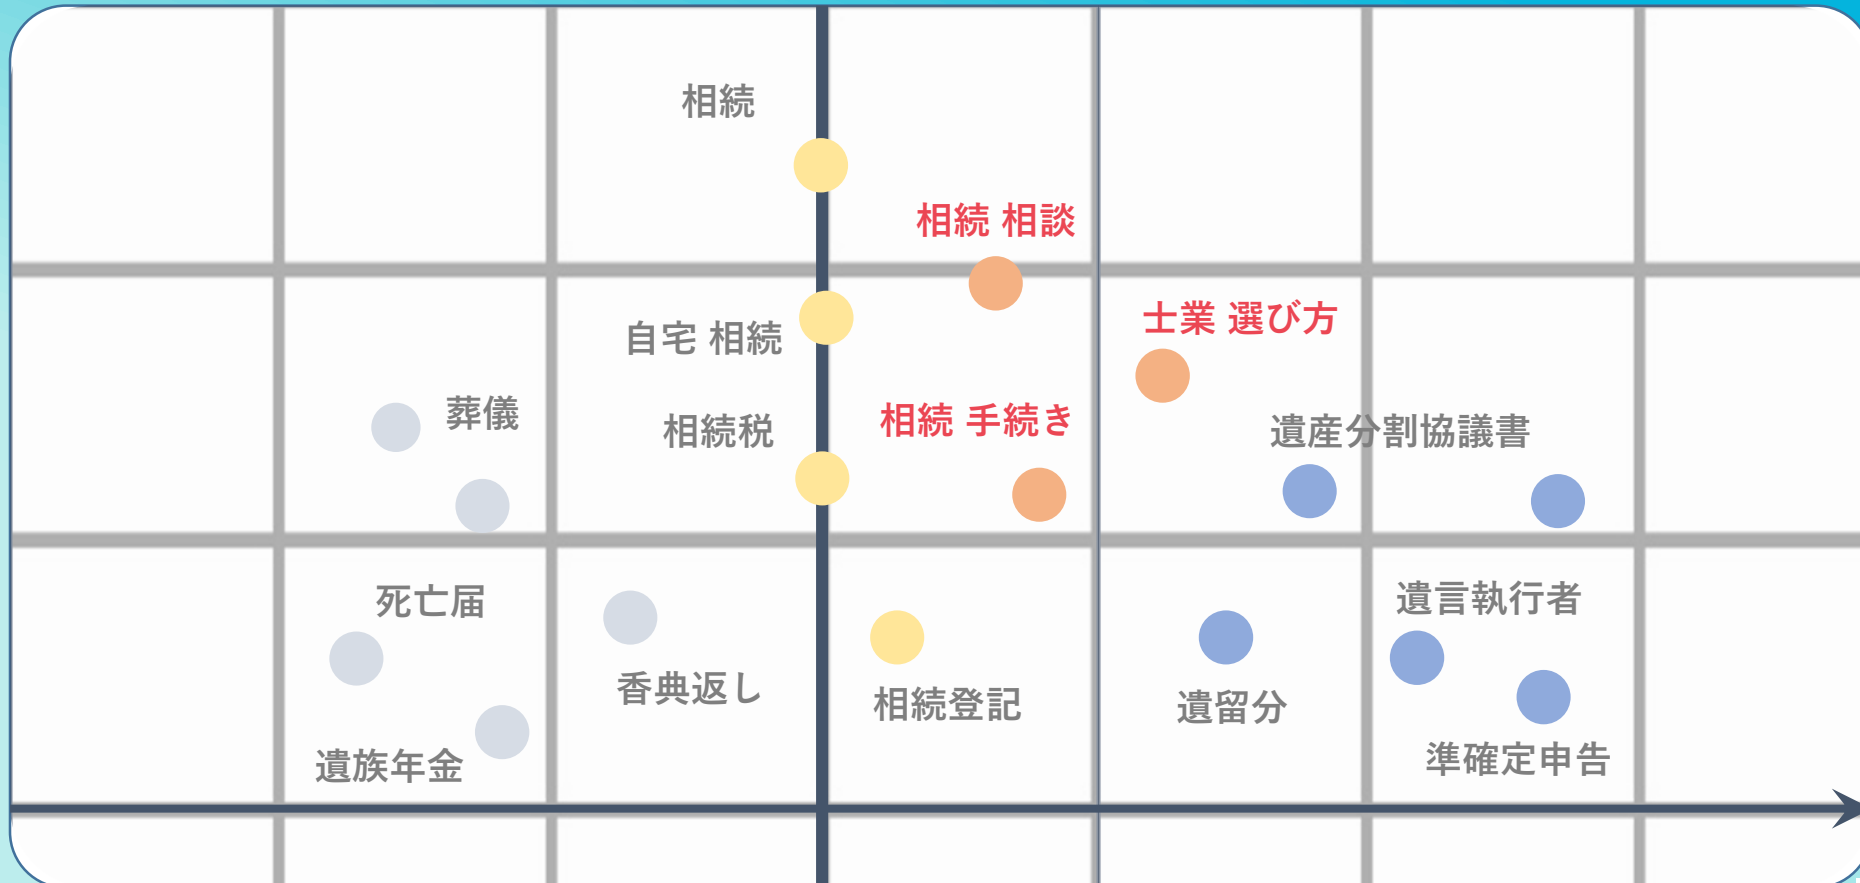 相続
相続 相談
士業 選び方
自宅 相続
葬儀
相続税
相続 手続き
遺産分割協議書
死亡届
遺言執行者
香典返し
相続登記
遺留分
遺族年金
準確定申告